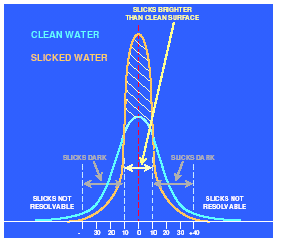 SLICKS BRIGHTER
THAN CLEAN SURFACE
CLEAN WATER
SLICKED WATER
SLICKS DARK
SLICKS DARK
SLICKS NOT
RESOLVABLE
SLICKS NOT
RESOLVABLE
- 30 20 10 0 10 20 30 +40